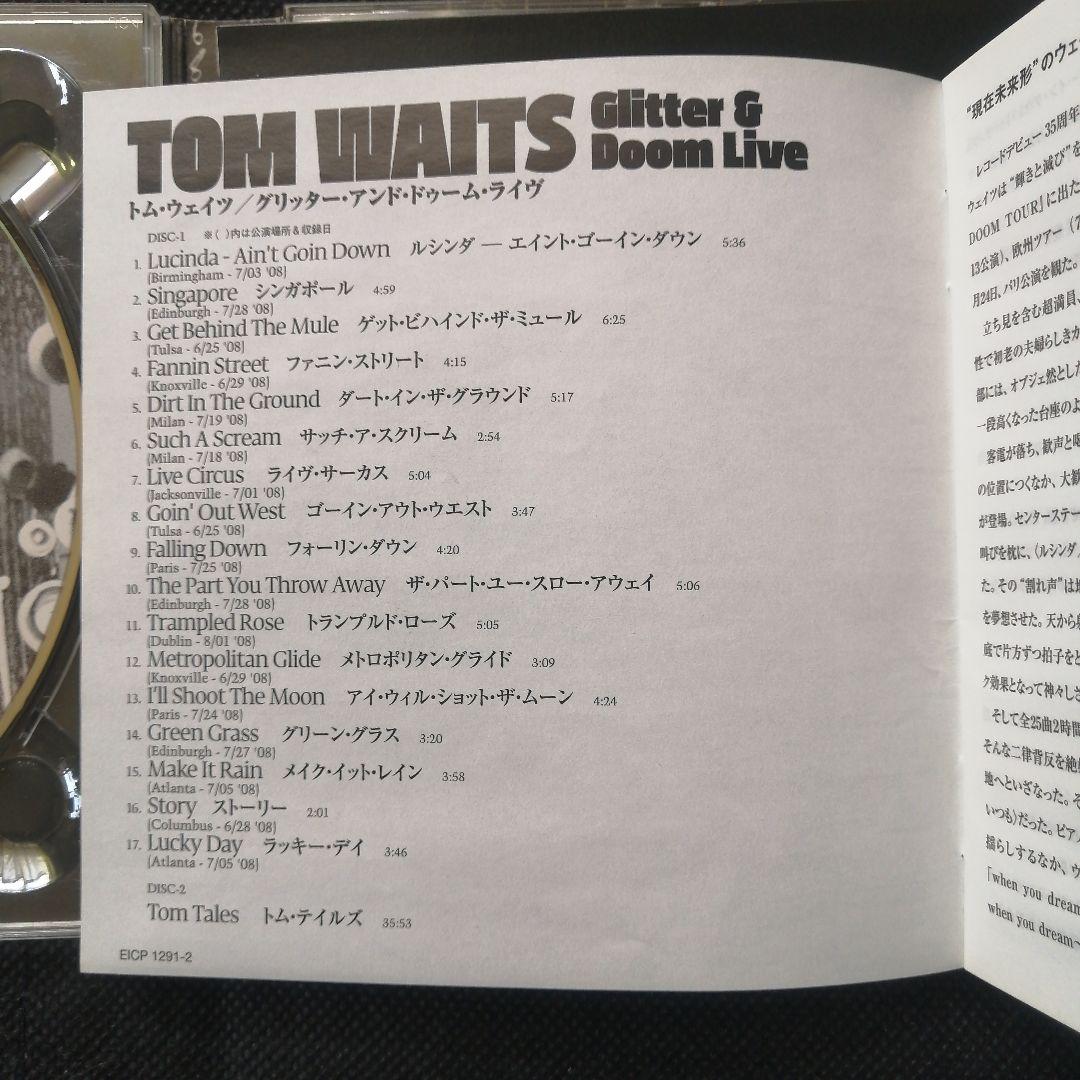 TOM WAITS Glitter &
Doom Live
トム・ウェイツ／グリッター・アンド・ドゥーム・ライヴ
DISC-1 ※( )内は公演場所&収録日
1. Lucinda - Ain't Goin Down ルシンダ ― エイント・ゴーイン・ダウン 5:36
(Birmingham - 7/03 '08)
2. Singapore シンガポール 4:59
(Edinburgh - 7/28 '08)
3. Get Behind The Mule ゲット・ビハインド・ザ・ミュール 6:25
(Tulsa - 6/25 '08)
4. Fannin Street ファニン・ストリート 4:15
(Knoxville - 6/29 '08)
5. Dirt In The Ground ダート・イン・ザ・グラウンド 5:17
(Milan - 7/19 '08)
6. Such A Scream サッチ・ア・スクリーム 2:54
(Milan - 7/18 '08)
7. Live Circus ライヴ・サーカス 5:04
(Jacksonville - 7/01 '08)
8. Goin' Out West ゴーイン・アウト・ウエスト 3:47
(Tulsa - 6/25 '08)
9. Falling Down フォーリン・ダウン 4:20
(Paris - 7/25 '08)
10. The Part You Throw Away ザ・パート・ユー・スロー・アウェイ 5:06
(Edinburgh - 7/28 '08)
11. Trampled Rose トランプルド・ローズ 5:05
(Dublin - 8/01 '08)
12. Metropolitan Glide メトロポリタン・グライド 3:09
(Knoxville - 6/29 '08)
13. I'll Shoot The Moon アイ・ウィル・ショット・ザ・ムーン 4:24
(Paris - 7/24 '08)
14. Green Grass グリーン・グラス 3:20
(Edinburgh - 7/27 '08)
15. Make It Rain メイク・イット・レイン 3:58
(Atlanta - 7/05 '08)
16. Story ストーリー 2:01
(Columbus - 6/28 '08)
17. Lucky Day ラッキー・デイ 3:46
(Atlanta - 7/05 '08)
DISC-2
Tom Tales トム・テイルズ 35:53
EICP 1291-2
"現在未来形"のウェ
レコードデビュー35周年
ウェイツは"輝きと滅び"を
DOOM TOUR」に出た
13公演)、欧州ツアー(7
月24日、パリ公演を観た。
立ち見を含む超満員、
性で初老の夫婦らしきか
部には、オブジェ然とした
一段高くなった台座のよ
客電が落ち、歓声と
の位置につくなか、大歓
が登場。センターステー
叫びを枕に、〈ルシンダ
た。その"割れ声"は
を夢想させた。天から
底で片方ずつ拍子をと
ク効果となって神々しさ
そして全25曲2時間
そんな二律背反を絶
地へといざなった。そ
いつも〉だった。ピア
揺らしするなか、ウ
「when you dream
when you dream~